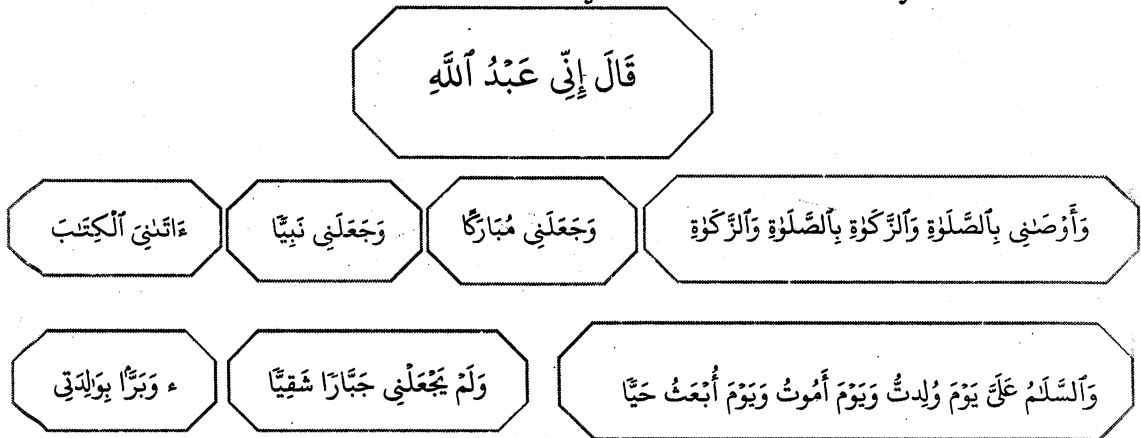 قَالَ إِنِّي عَبْدُ ٱللَّهِ
وَأَوْصَـٰنِى بِٱلصَّلَوٰةِ وَٱلزَّكَوٰةِ بِٱلصَّلَوٰةِ وَٱلزَّكَوٰةِ
وَجَعَلَنِى مُبَارَكًا
وَجَعَلَنِى نَبِيًّا
ءَاتَىٰنِىَ ٱلْكِتَـٰبَ
وَٱلسَّلَـٰمُ عَلَىَّ يَوْمَ وُلِدتُّ وَيَوْمَ أَمُوتُ وَيَوْمَ أُبْعَثُ حَيًّا
وَلَمْ يَجْعَلْنِى جَبَّارًا شَقِيًّا
ء وَبَرًّا بِوَٰلِدَتِى